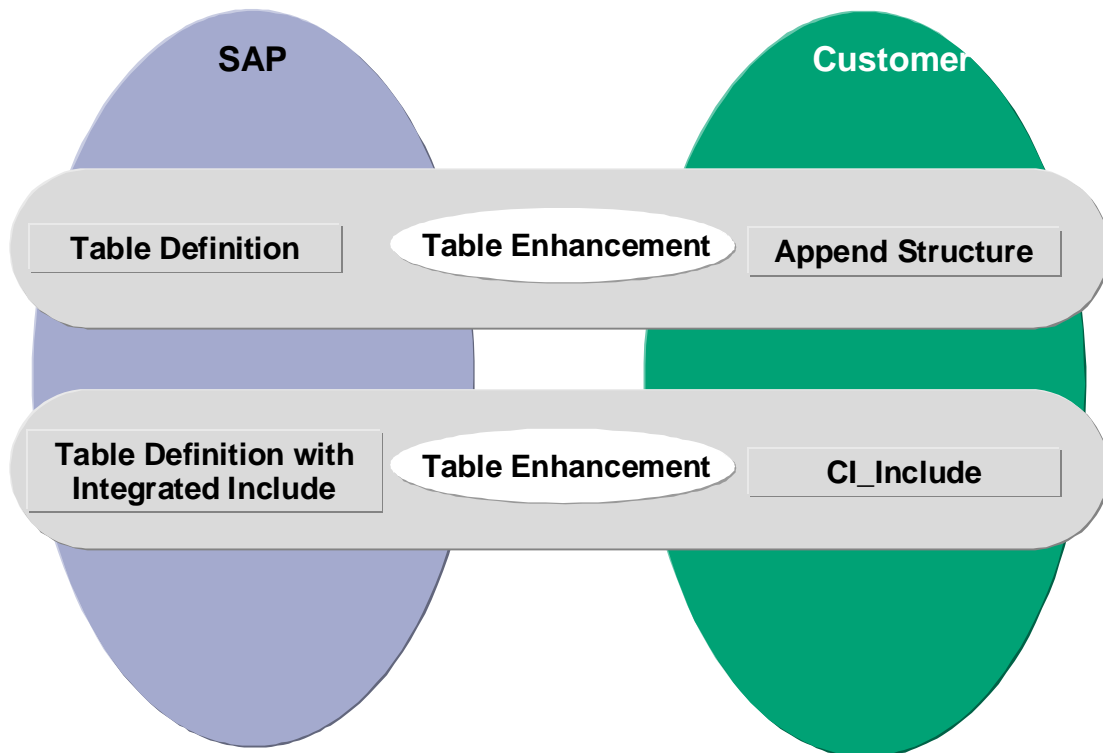 SAP
Customer
Table Definition
Table Enhancement
Append Structure
Table Definition with
Integrated Include
Table Enhancement
CI_Include